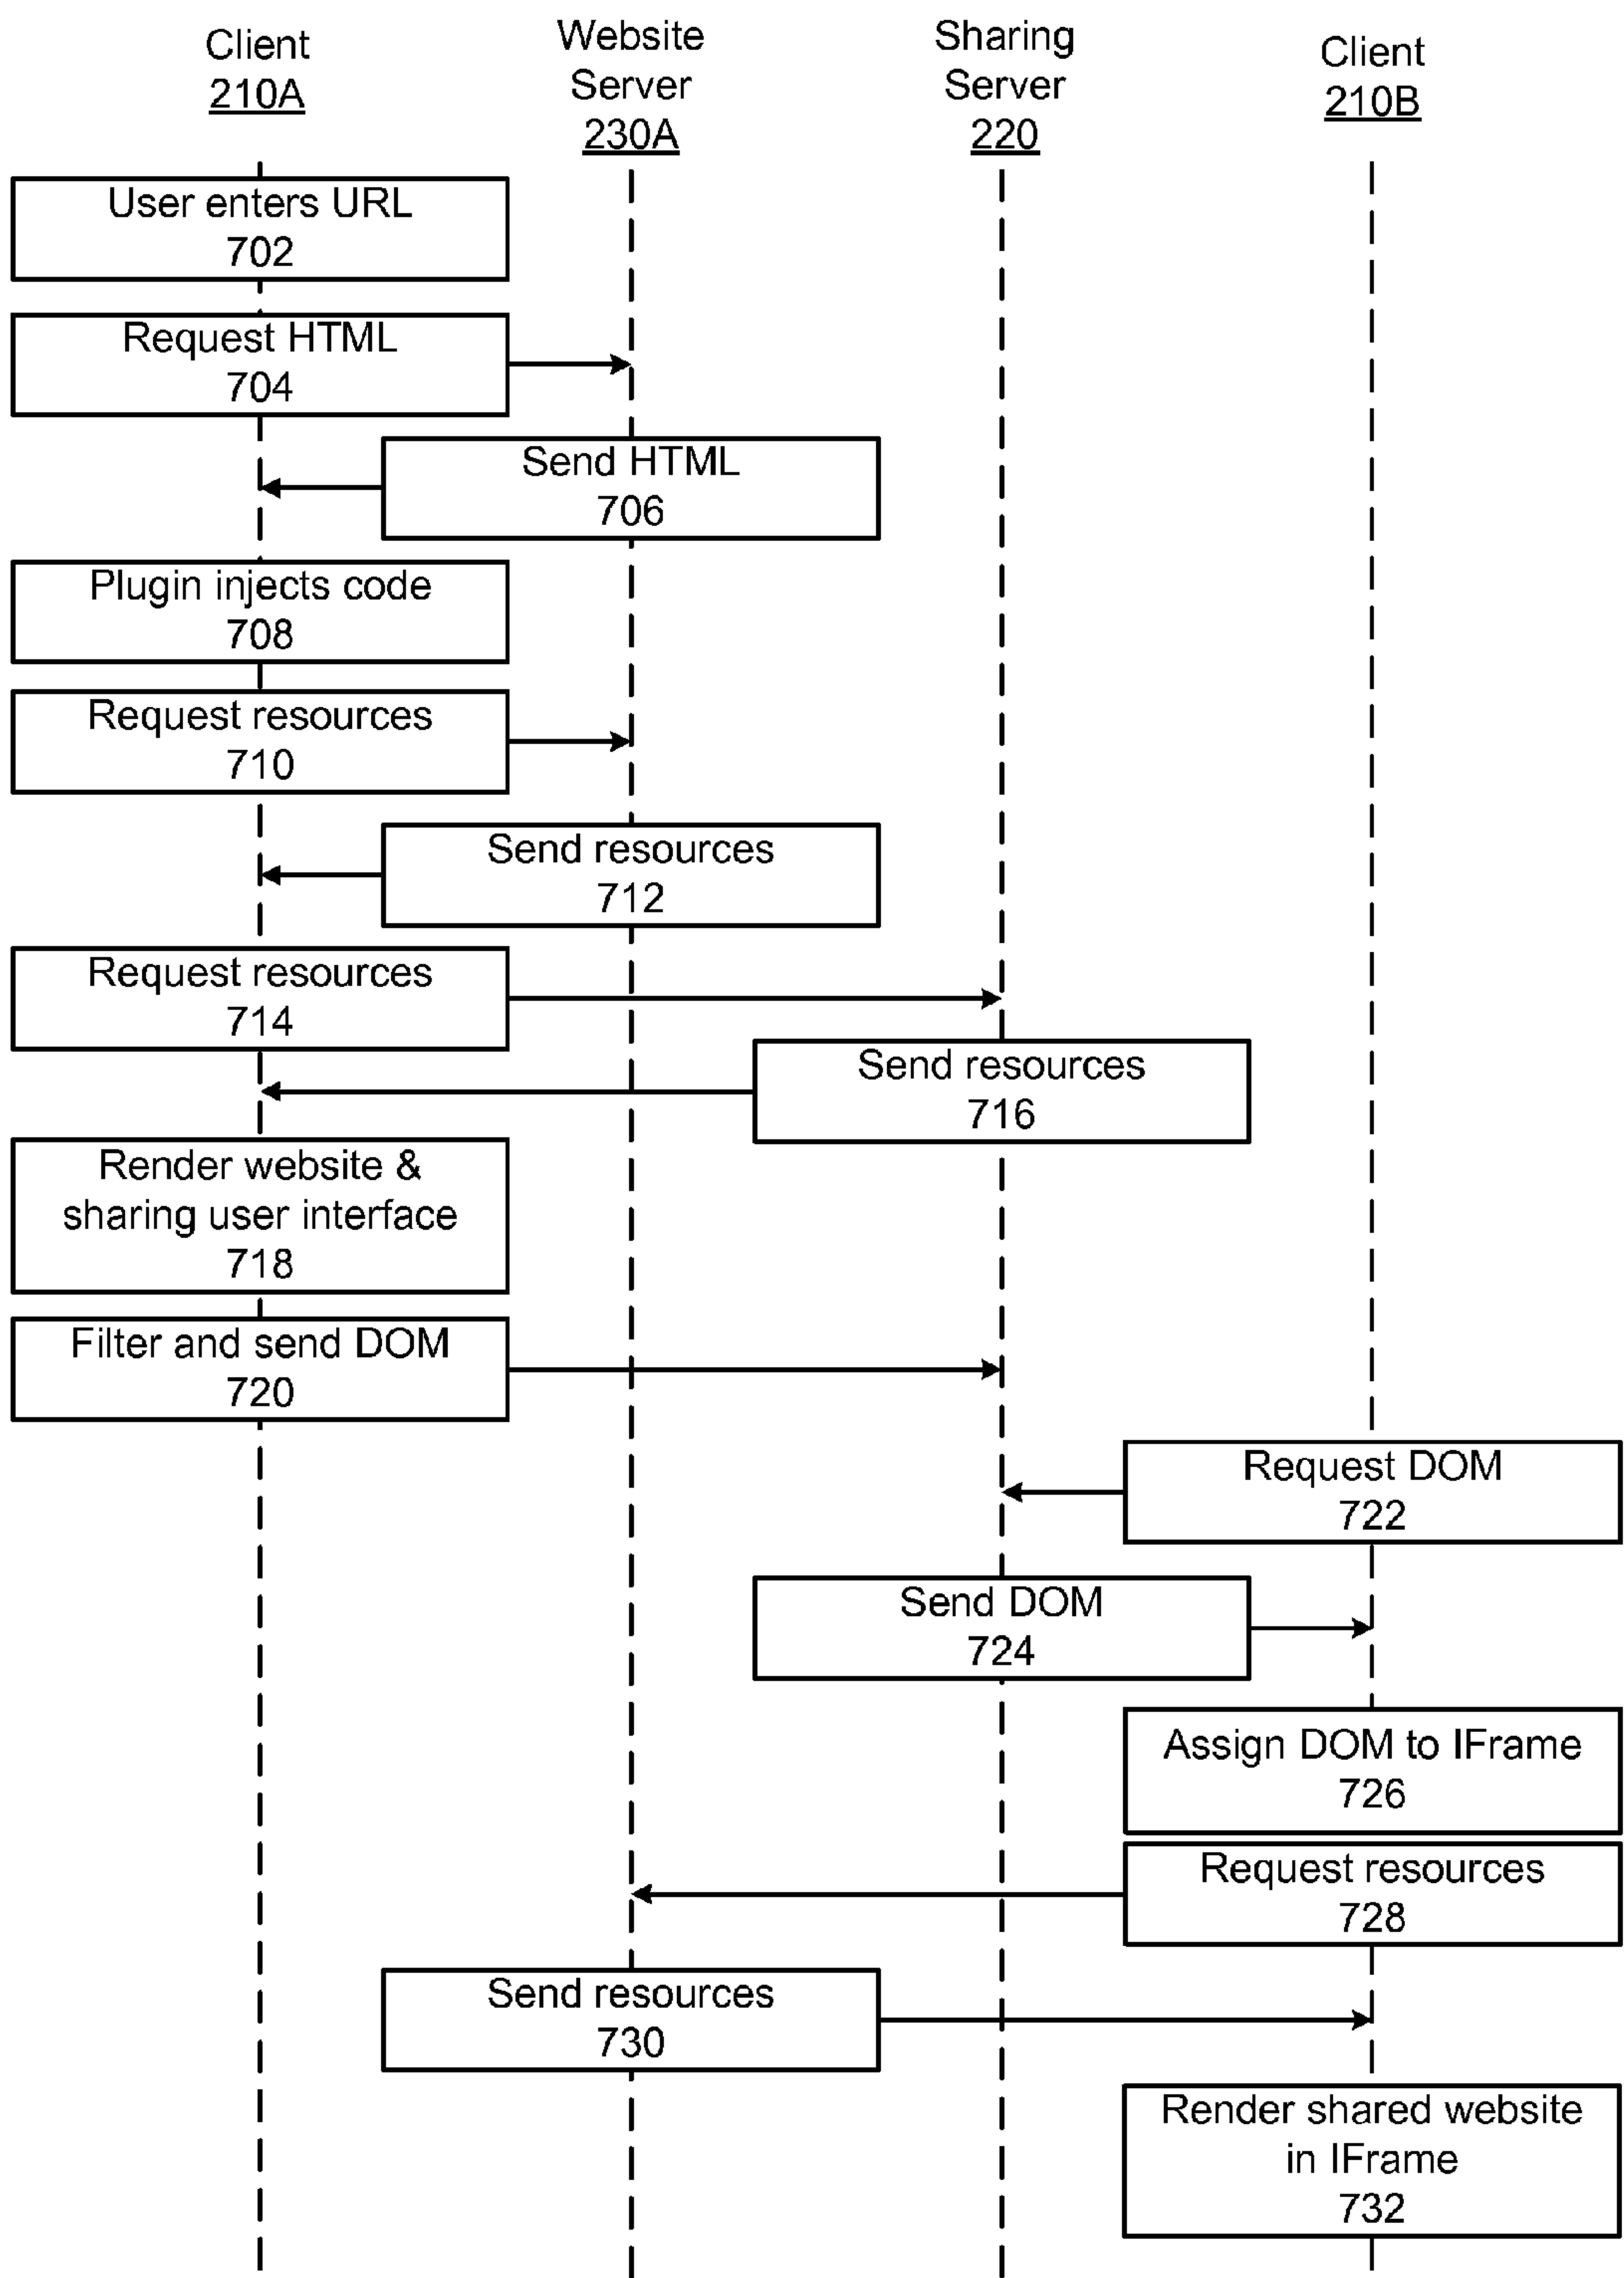 Client
210A
Website
Server
230A
Sharing
Server
220
Client
210B
User enters URL
702
Request HTML
704
Send HTML
706
Plugin injects code
708
Request resources
710
Send resources
712
Request resources
714
Send resources
716
Render website &
sharing user interface
718
Filter and send DOM
720
Request DOM
722
Send DOM
724
Assign DOM to IFrame
726
Request resources
728
Send resources
730
Render shared website
in IFrame
732